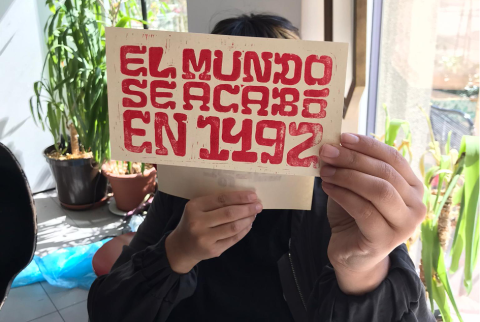 EL MUNDO
SE ACABÓ
EN 1492